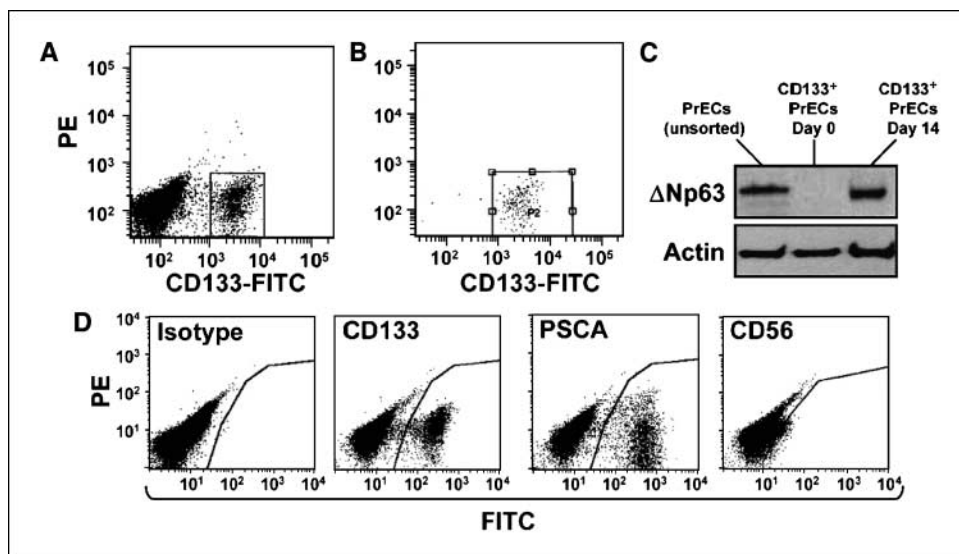 A
PE
10⁵
10⁴
10³
10²
10² 10³ 10⁴ 10⁵
CD133-FITC
B
10⁵
10⁴
10³
10²
P2
10² 10³ 10⁴ 10⁵
CD133-FITC
C
PrECs
(unsorted)
CD133⁺
PrECs
Day 0
CD133⁺
PrECs
Day 14
ΔNp63
Actin
D
PE
10⁴
10³
10²
10¹
Isotype
10¹ 10² 10³ 10⁴
CD133
10¹ 10² 10³ 10⁴
PSCA
10¹ 10² 10³ 10⁴
CD56
10¹ 10² 10³ 10⁴
FITC